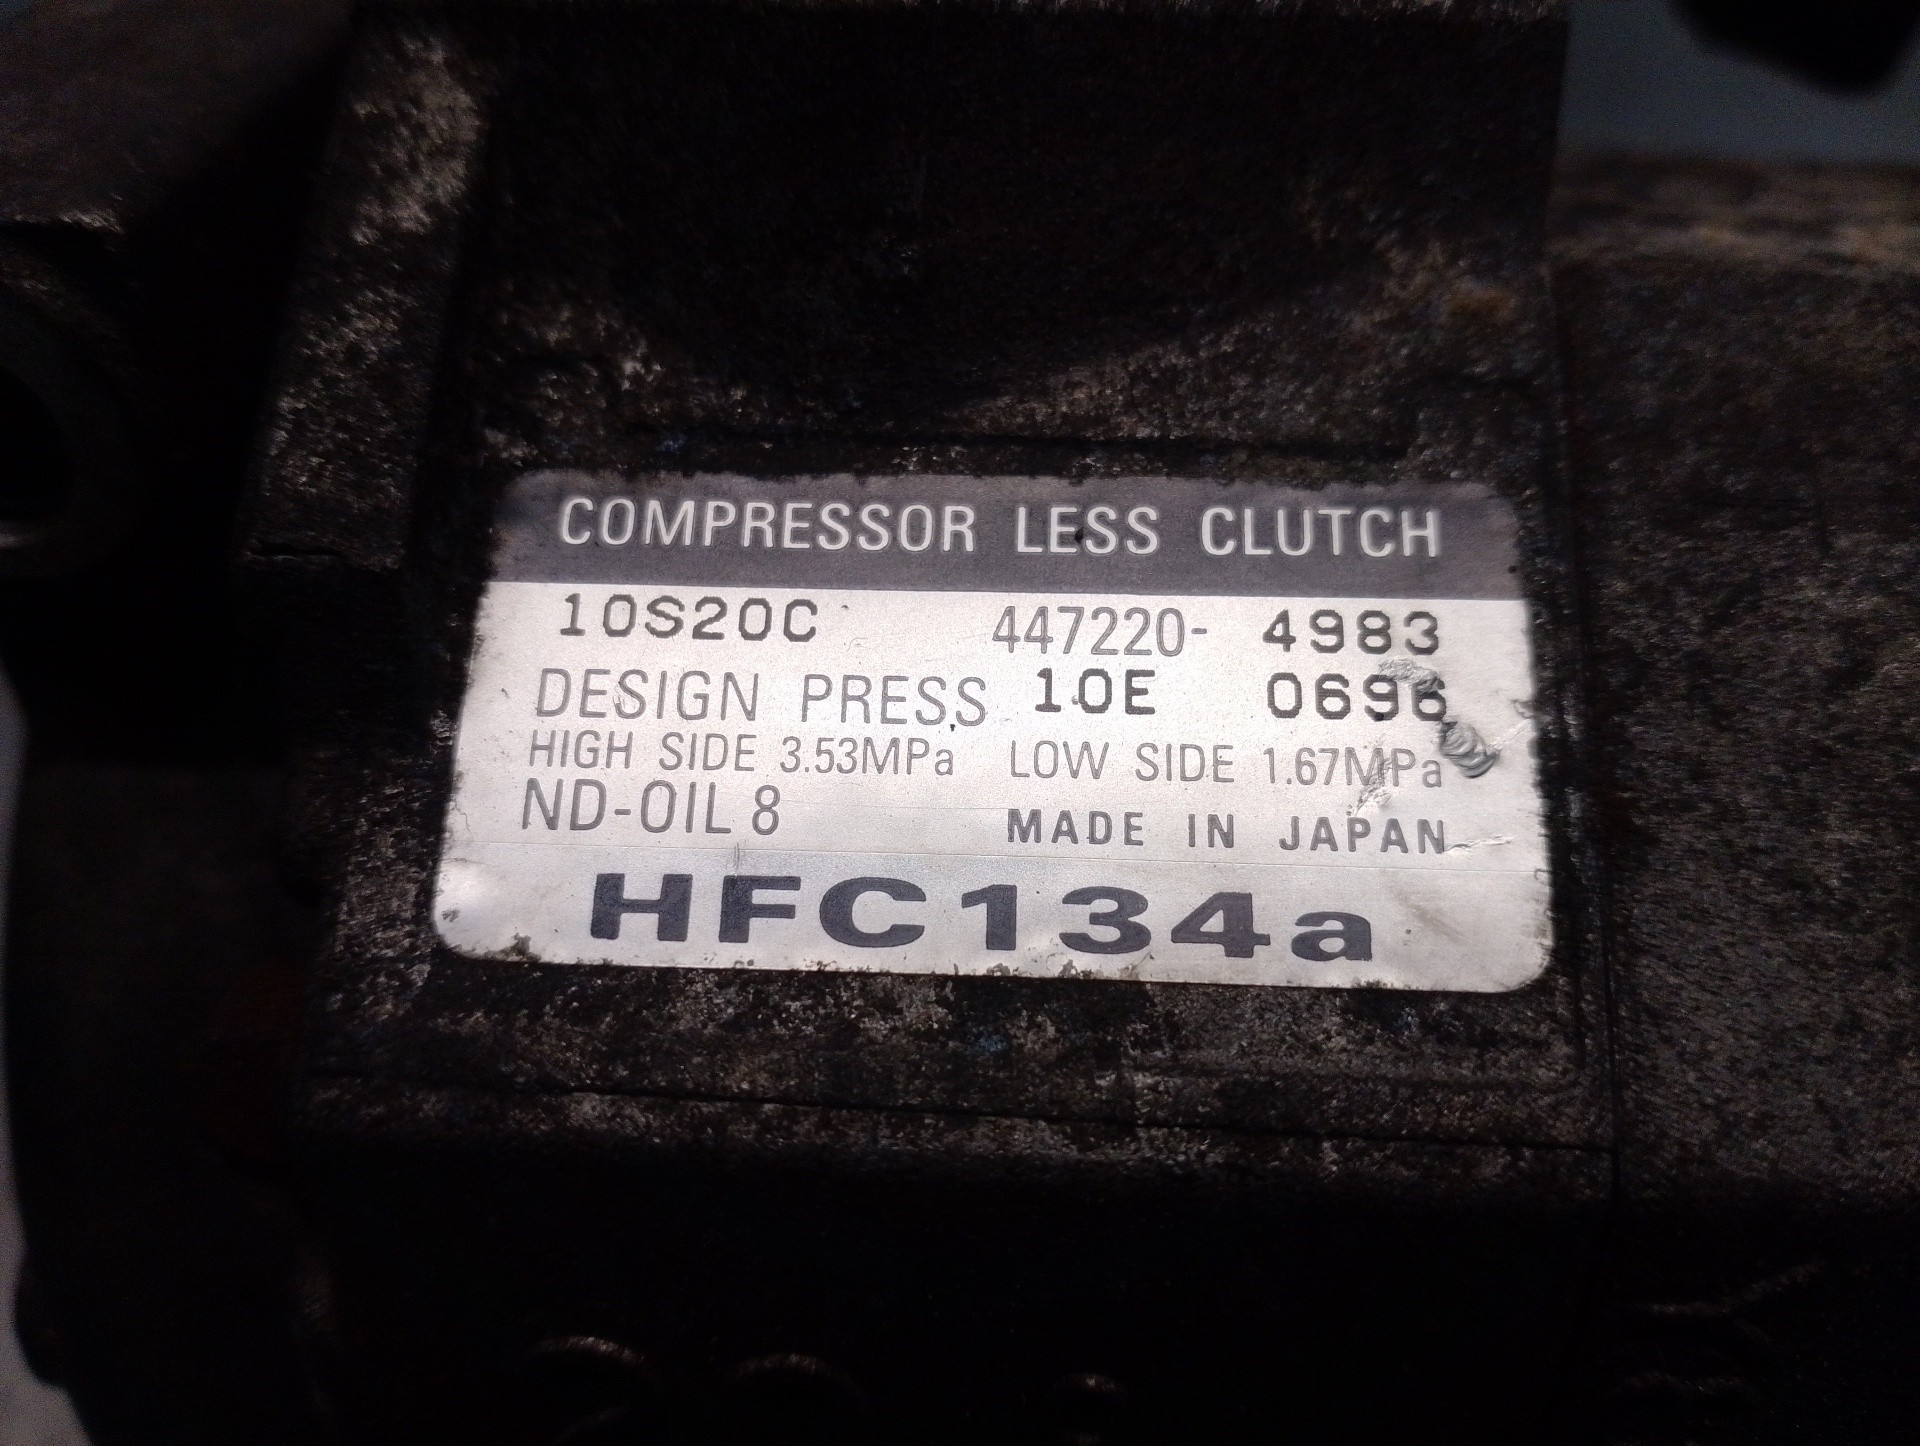 COMPRESSOR LESS CLUTCH
10S20C 447220- 4983
DESIGN PRESS 10E 0696
HIGH SIDE 3.53MPa LOW SIDE 1.67MPa
ND-OIL 8 MADE IN JAPAN
HFC134a